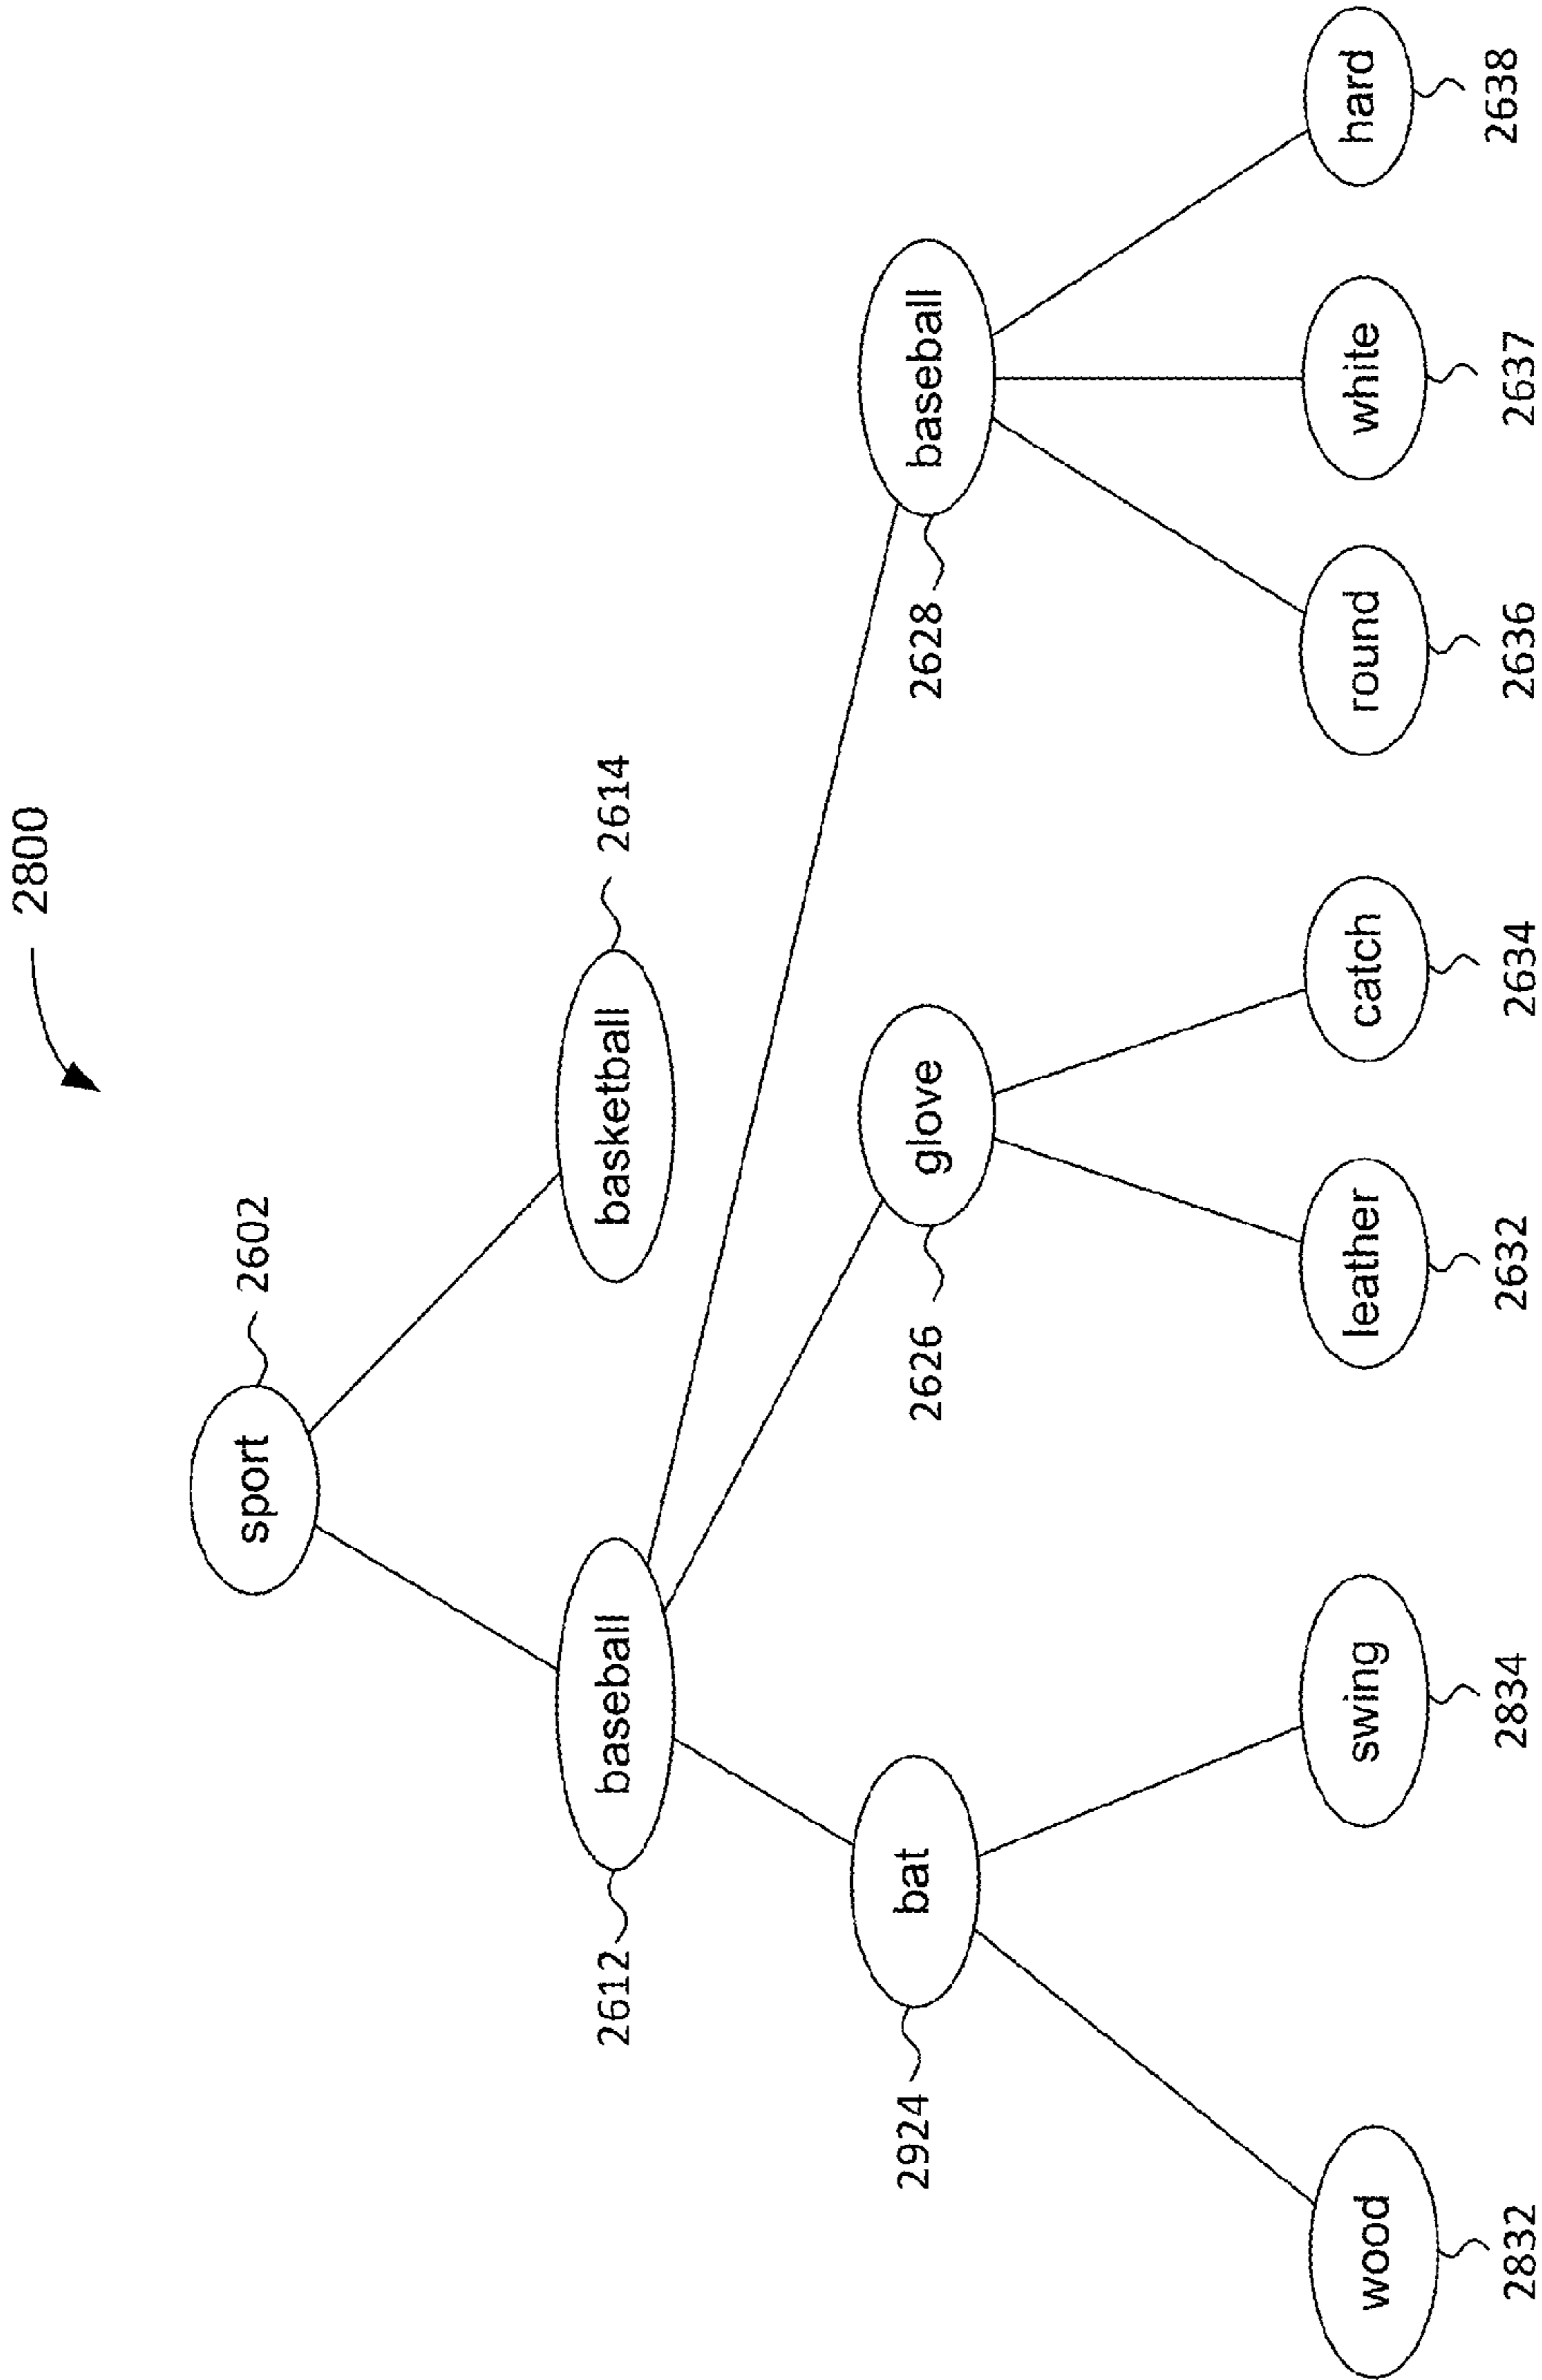 2800
sport
2602
baseball
2612
basketball
2614
bat
2924
glove
2626
baseball
2628
wood
swing
leather
catch
round
white
hard
2832
2834
2632
2634
2636
2637
2638